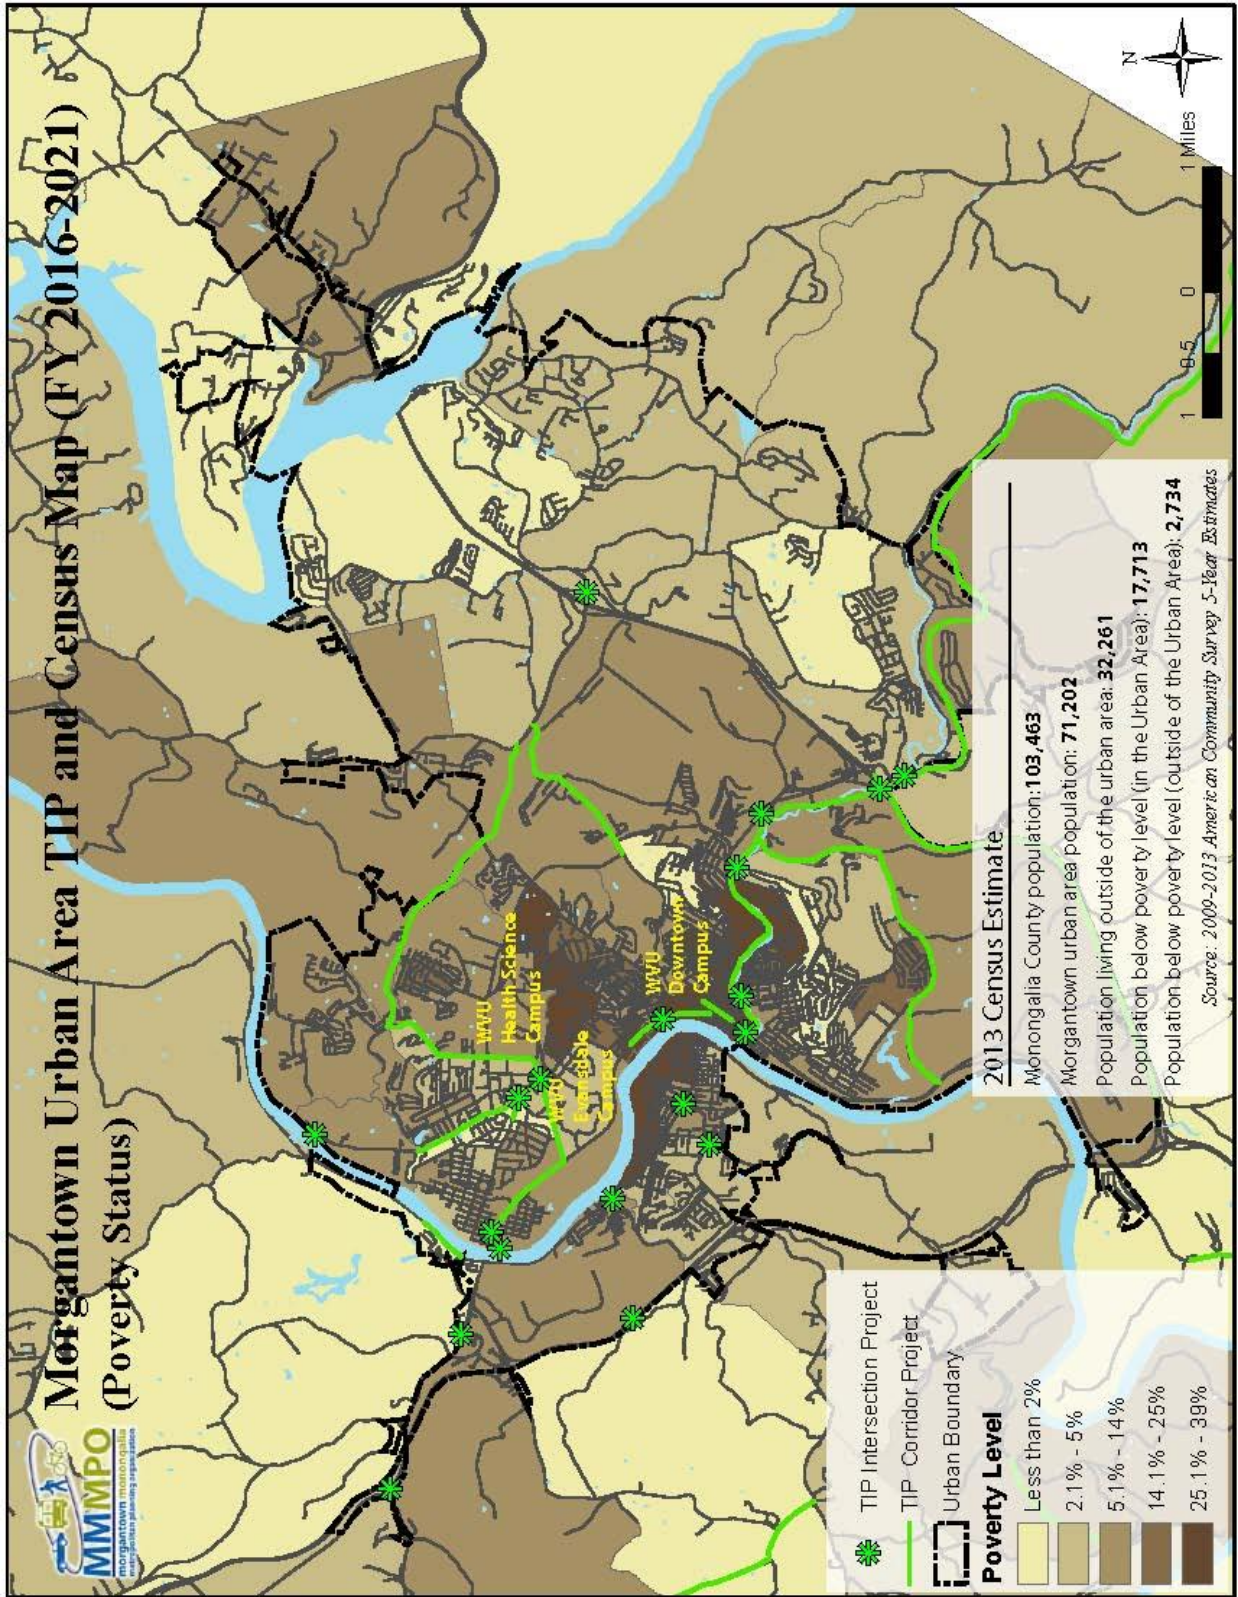 Morgantown Urban Area TIP and Census Map (FY 2016-2021)
(Poverty Status)
MMMPO
morgantown monongalia
metropolitan planning organization
WVU
Health Science
Campus
WVU
Evansdale
Campus
WVU
Downtown
Campus
N
1 0.5 0 1 Miles
TIP Intersection Project
TIP Corridor Project
Urban Boundary
Poverty Level
Less than 2%
2.1% - 5%
5.1% - 14%
14.1% - 25%
25.1% - 39%
2013 Census Estimate
Monongalia County population: 103,463
Morgantown urban area population: 71,202
Population living outside of the urban area: 32,261
Population below poverty level (in the Urban Area): 17,713
Population below poverty level (outside of the Urban Area): 2,734
Source: 2009-2013 American Community Survey 5-Year Estimates